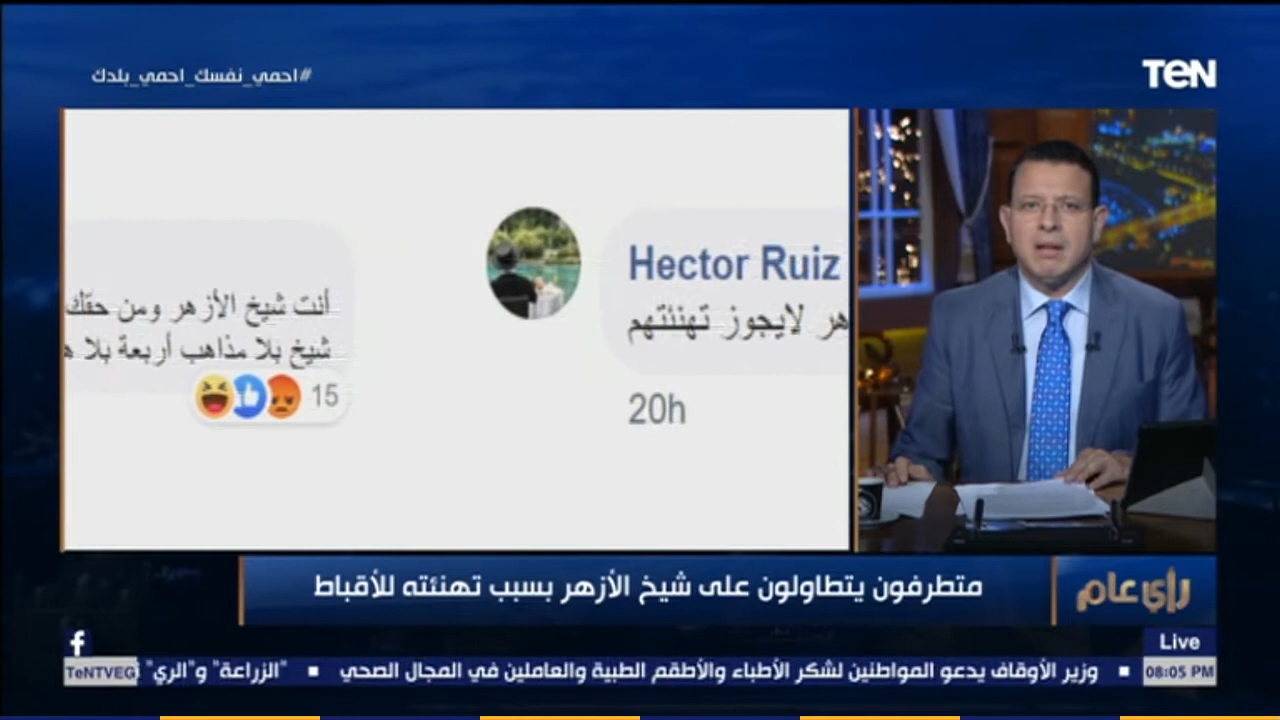 #احمي_نفسك_احمي_بلدك
TeN
أنت شيخ الأزهر ومن حقك
شيخ بلا مذاهب أربعة بلا
15
Hector Ruiz
هر لايجوز تهنئتهم
20h
متطرفون يتطاولون على شيخ الأزهر بسبب تهنئته للأقباط
رأي عام
Live
وزير الأوقاف يدعو المواطنين لشكر الأطباء والأطقم الطبية والعاملين في المجال الصحي ▪ "الزراعة" و"الري"
TeNTVEG
08:05 PM